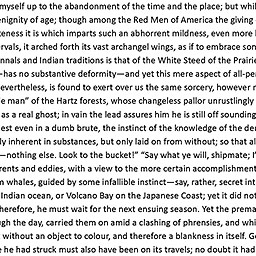 myself up to the abandonment of the time and the place; but whil
enignity of age; though among the Red Men of America the giving
teness it is which imparts such an abhorrent mildness, even more l
rvals, it arched forth its vast archangel wings, as if to embrace son
nnals and Indian traditions is that of the White Steed of the Prairie
—has no substantive deformity—and yet this mere aspect of all-per
evertheless, is found to exert over us the same sorcery, however r
e man” of the Hartz forests, whose changeless pallor unrustlingly
as a real ghost; in vain the lead assures him he is still off sounding
est even in a dumb brute, the instinct of the knowledge of the der
ly inherent in substances, but only laid on from without; so that al
—nothing else. Look to the bucket!” “Say what ye will, shipmate; I’
rents and eddies, with a view to the more certain accomplishment
m whales, guided by some infallible instinct—say, rather, secret int
Indian ocean, or Volcano Bay on the Japanese Coast; yet it did not
herefore, he must wait for the next ensuing season. Yet the prema
ugh the day, carried them on amid a clashing of phrensies, and whi
without an object to colour, and therefore a blankness in itself. G
e he had struck must also have been on its travels; no doubt it had